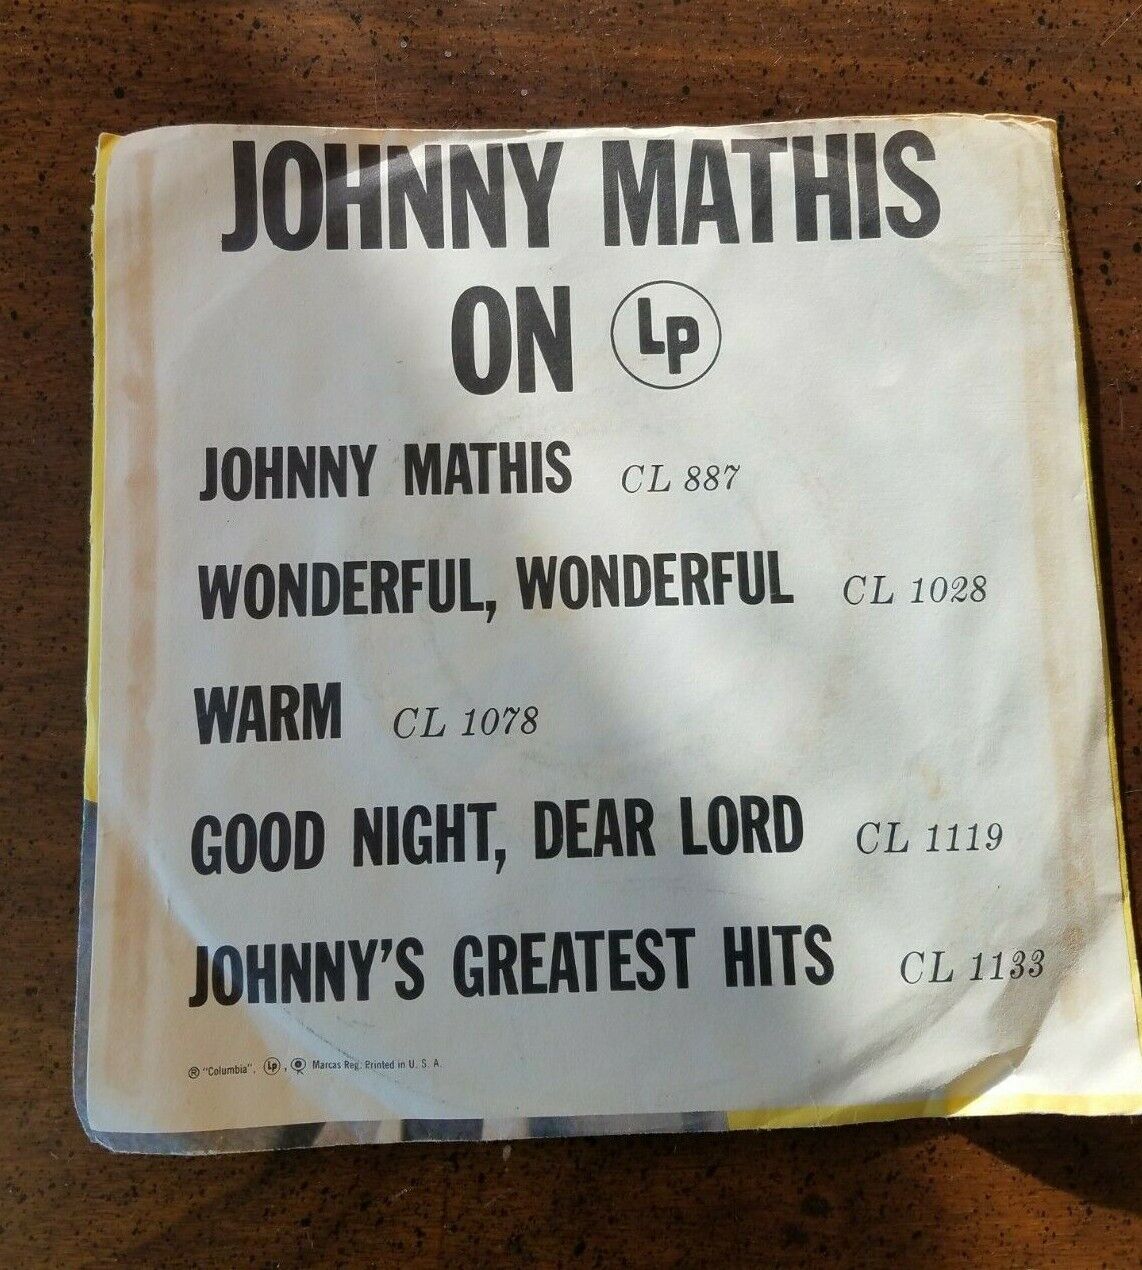 JOHNNY MATHIS
ON Lp
JOHNNY MATHIS CL 887
WONDERFUL, WONDERFUL CL 1028
WARM CL 1078
GOOD NIGHT, DEAR LORD CL 1119
JOHNNY'S GREATEST HITS CL 1133
® "Columbia", Lp, Marcas Reg. Printed in U. S. A.